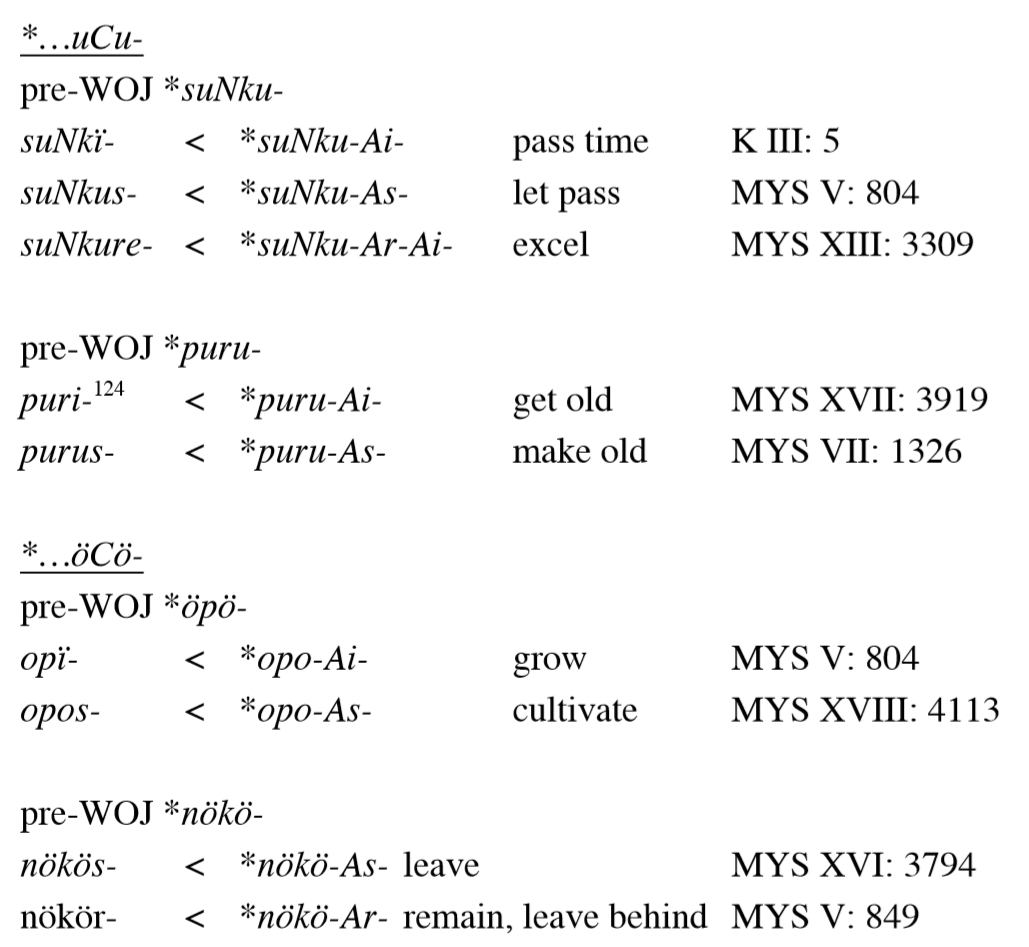 *…uCu-
pre-WOJ *suNku-
suNkï- < *suNku-Ai- pass time K III: 5
suNkus- < *suNku-As- let pass MYS V: 804
suNkure- < *suNku-Ar-Ai- excel MYS XIII: 3309
pre-WOJ *puru-
puri-124 < *puru-Ai- get old MYS XVII: 3919
purus- < *puru-As- make old MYS VII: 1326
*…öCö-
pre-WOJ *öpö-
opï- < *opo-Ai- grow MYS V: 804
opos- < *opo-As- cultivate MYS XVIII: 4113
pre-WOJ *nökö-
nökös- < *nökö-As- leave MYS XVI: 3794
nökör- < *nökö-Ar- remain, leave behind MYS V: 849